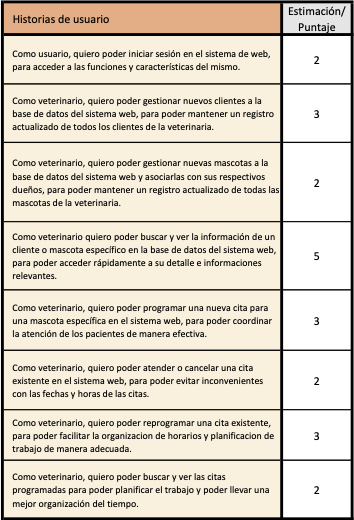 Historias de usuario
Estimación/
Puntaje
Como usuario, quiero poder iniciar sesión en el sistema de web,
para acceder a las funciones y características del mismo.
2
Como veterinario, quiero poder gestionar nuevos clientes a la
base de datos del sistema web, para poder mantener un registro
actualizado de todos los clientes de la veterinaria.
3
Como veterinario, quiero poder gestionar nuevas mascotas a la
base de datos del sistema web y asociarlas con sus respectivos
dueños, para poder mantener un registro actualizado de todas las
mascotas de la veterinaria.
2
Como veterinario quiero poder buscar y ver la información de un
cliente o mascota específico en la base de datos del sistema web,
para poder acceder rápidamente a su detalle e informaciones
relevantes.
5
Como veterinario, quiero poder programar una nueva cita para
una mascota específica en el sistema web, para poder coordinar
la atención de los pacientes de manera efectiva.
3
Como veterinario, quiero poder atender o cancelar una cita
existente en el sistema web, para poder evitar inconvenientes
con las fechas y horas de las citas.
2
Como veterinario, quiero poder reprogramar una cita existente,
para poder facilitar la organizacion de horarios y planificacion de
trabajo de manera adecuada.
3
Como veterinario, quiero poder buscar y ver las citas
programadas para poder planificar el trabajo y poder llevar una
mejor organización del tiempo.
2